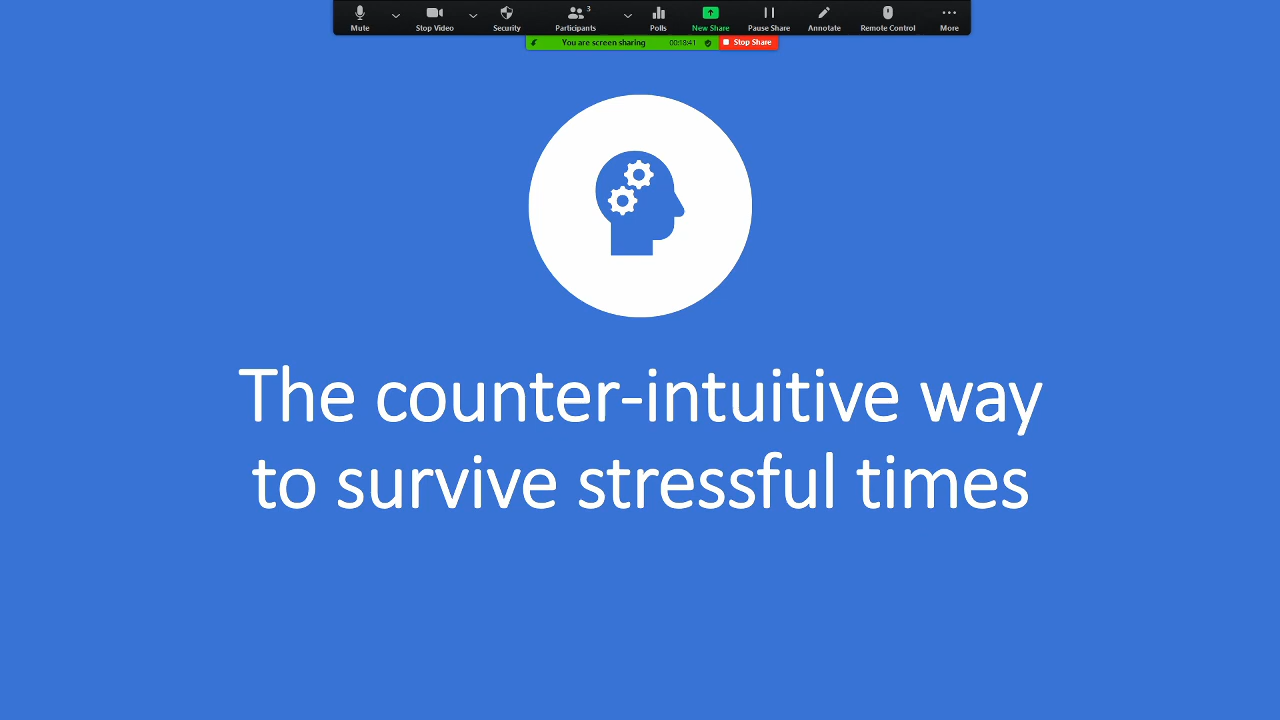 Mute
Stop Video
Security
Participants
3
Polls
New Share
Pause Share
Annotate
Remote Control
More
You are screen sharing
00:18:41
Stop Share
The counter-intuitive way
to survive stressful times